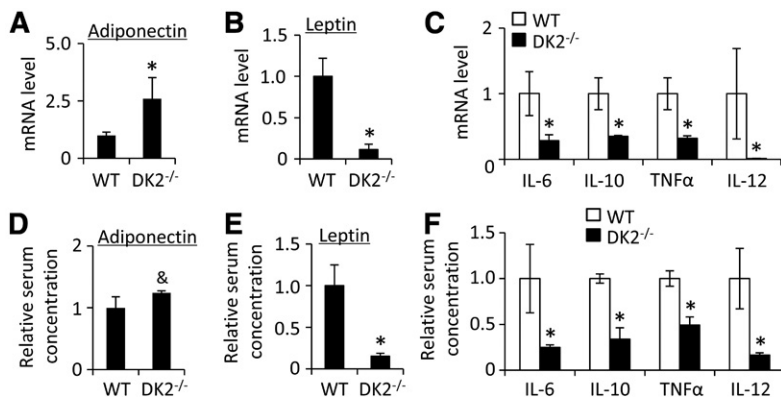 A
Adiponectin
mRNA level
5.0
2.5
0
*
WT DK2⁻/⁻
B
Leptin
mRNA level
1.5
1.0
0.5
0
*
WT DK2⁻/⁻
C
WT
DK2⁻/⁻
mRNA level
2
1
0
* * * *
IL-6 IL-10 TNFα IL-12
D
Adiponectin
Relative serum
concentration
2
1
0
&
WT DK2⁻/⁻
E
Leptin
Relative serum
concentration
1.5
1.0
0.5
0.0
*
WT DK2⁻/⁻
F
WT
DK2⁻/⁻
Relative serum
concentration
1.5
1.0
0.5
0
* * * *
IL-6 IL-10 TNFα IL-12